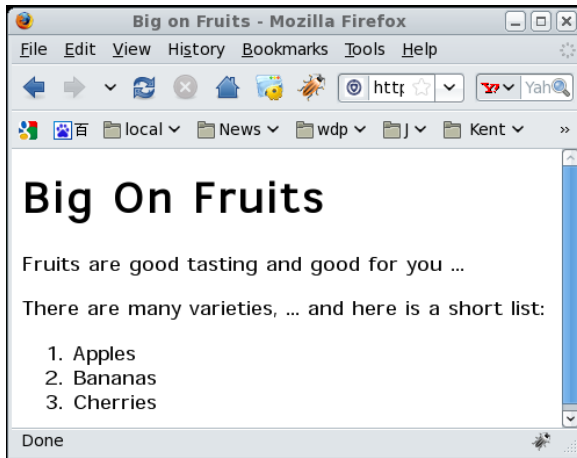 Big on Fruits - Mozilla Firefox
File Edit View History Bookmarks Tools Help
http Yah
百 local News wdp J Kent »
Big On Fruits
Fruits are good tasting and good for you ...
There are many varieties, ... and here is a short list:
1. Apples
2. Bananas
3. Cherries
Done